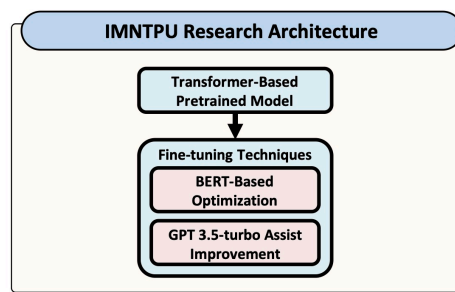 IMNTPU Research Architecture
Transformer-Based
Pretrained Model
Fine-tuning Techniques
BERT-Based
Optimization
GPT 3.5-turbo Assist
Improvement